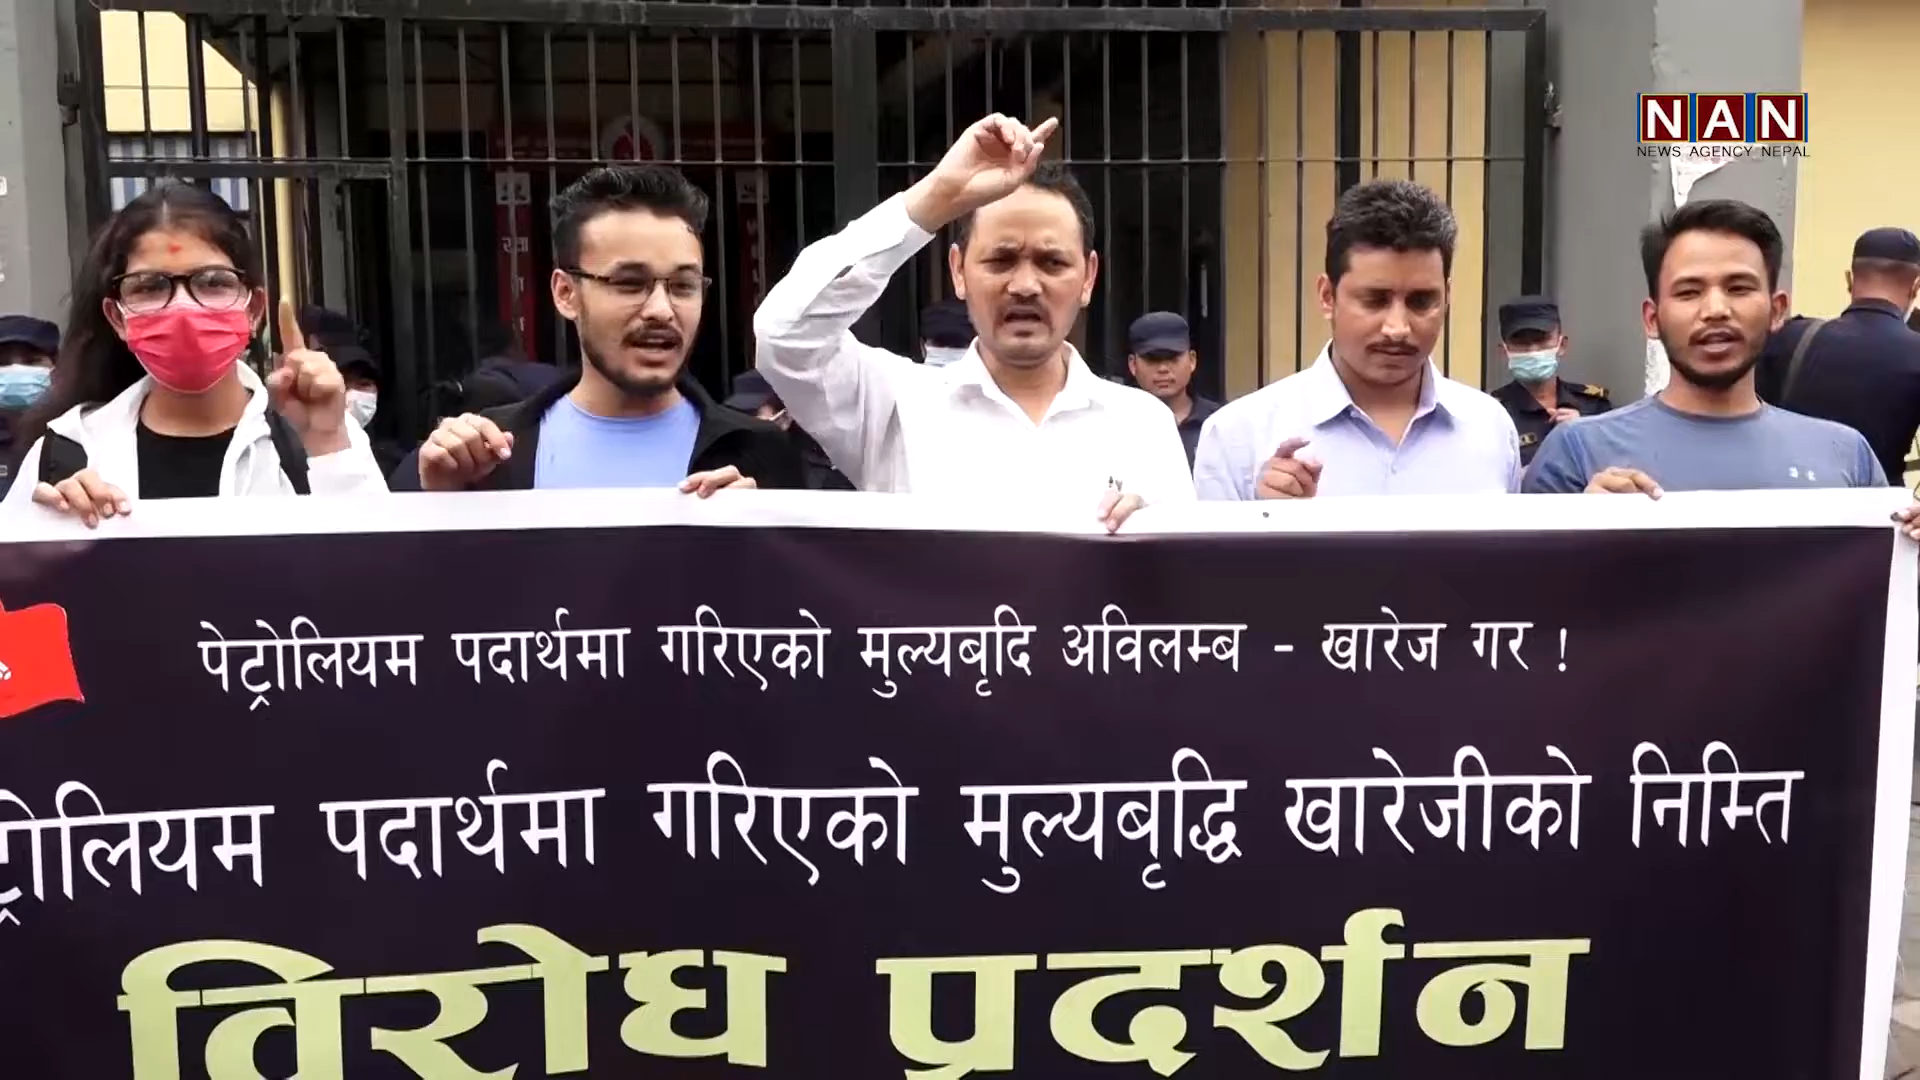 NAN
NEWS AGENCY NEPAL
पेट्रोलियम पदार्थमा गरिएको मुल्यबृदि अविलम्ब - खारेज गर !
पदार्थमा गरिएको मुल्यबृद्धि खारेजीको निम्ति
विरोध प्रदर्शन